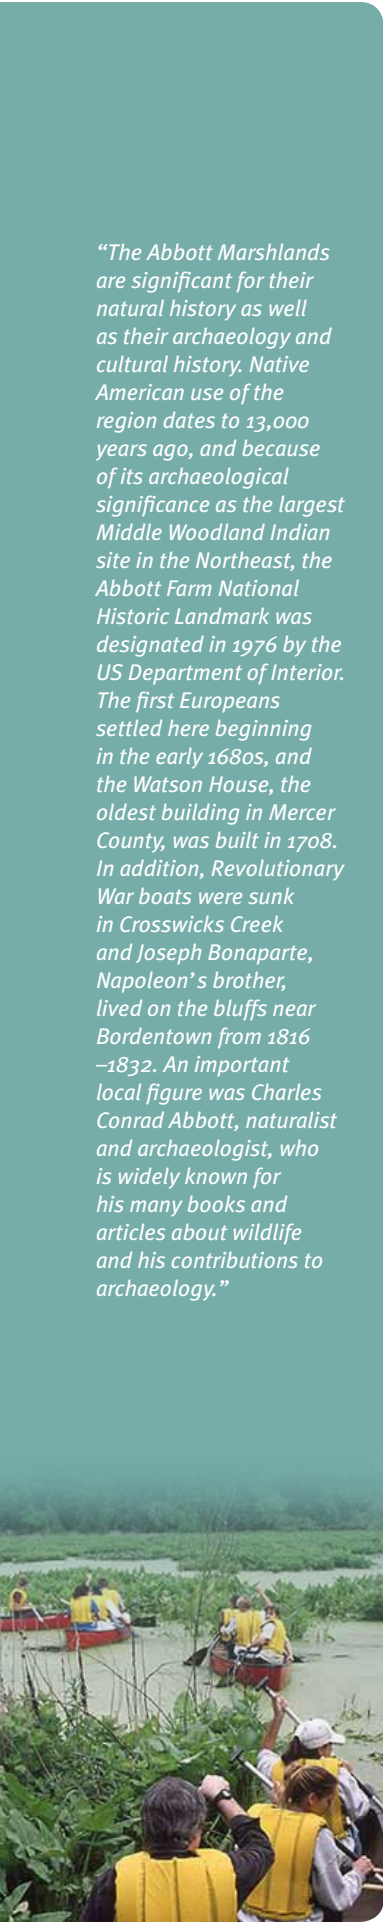 “The Abbott Marshlands
are significant for their
natural history as well
as their archaeology and
cultural history. Native
American use of the
region dates to 13,000
years ago, and because
of its archaeological
significance as the largest
Middle Woodland Indian
site in the Northeast, the
Abbott Farm National
Historic Landmark was
designated in 1976 by the
US Department of Interior.
The first Europeans
settled here beginning
in the early 1680s, and
the Watson House, the
oldest building in Mercer
County, was built in 1708.
In addition, Revolutionary
War boats were sunk
in Crosswicks Creek
and Joseph Bonaparte,
Napoleon’s brother,
lived on the bluffs near
Bordentown from 1816
–1832. An important
local figure was Charles
Conrad Abbott, naturalist
and archaeologist, who
is widely known for
his many books and
articles about wildlife
and his contributions to
archaeology.”